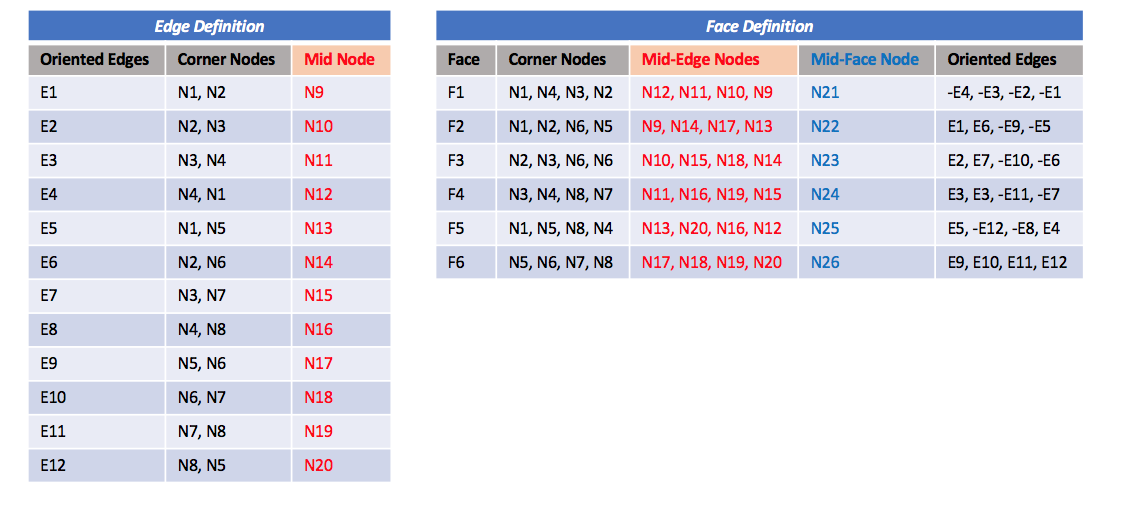 Edge Definition
Oriented Edges Corner Nodes Mid Node
E1 N1, N2 N9
E2 N2, N3 N10
E3 N3, N4 N11
E4 N4, N1 N12
E5 N1, N5 N13
E6 N2, N6 N14
E7 N3, N7 N15
E8 N4, N8 N16
E9 N5, N6 N17
E10 N6, N7 N18
E11 N7, N8 N19
E12 N8, N5 N20
Face Definition
Face Corner Nodes Mid-Edge Nodes Mid-Face Node Oriented Edges
F1 N1, N4, N3, N2 N12, N11, N10, N9 N21 -E4, -E3, -E2, -E1
F2 N1, N2, N6, N5 N9, N14, N17, N13 N22 E1, E6, -E9, -E5
F3 N2, N3, N6, N6 N10, N15, N18, N14 N23 E2, E7, -E10, -E6
F4 N3, N4, N8, N7 N11, N16, N19, N15 N24 E3, E3, -E11, -E7
F5 N1, N5, N8, N4 N13, N20, N16, N12 N25 E5, -E12, -E8, E4
F6 N5, N6, N7, N8 N17, N18, N19, N20 N26 E9, E10, E11, E12